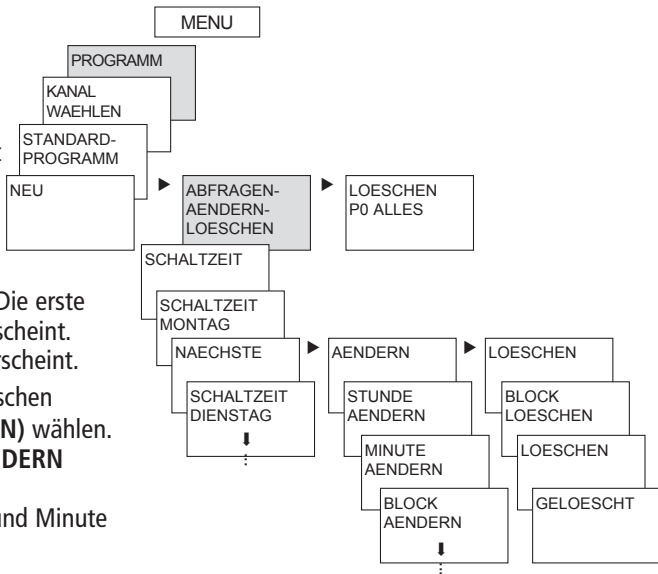 MENU
PROGRAMM
KANAL
WAEHLEN
STANDARD-
PROGRAMM
NEU
ABFRAGEN-
AENDERN-
LOESCHEN
LOESCHEN
P0 ALLES
SCHALTZEIT
SCHALTZEIT
MONTAG
NAECHSTE
SCHALTZEIT
DIENSTAG
AENDERN
STUNDE
AENDERN
MINUTE
AENDERN
BLOCK
AENDERN
LOESCHEN
BLOCK
LOESCHEN
LOESCHEN
GELOESCHT
Die erste
scheint.
rscheint.
schen
N) wählen.
DERN
und Minute